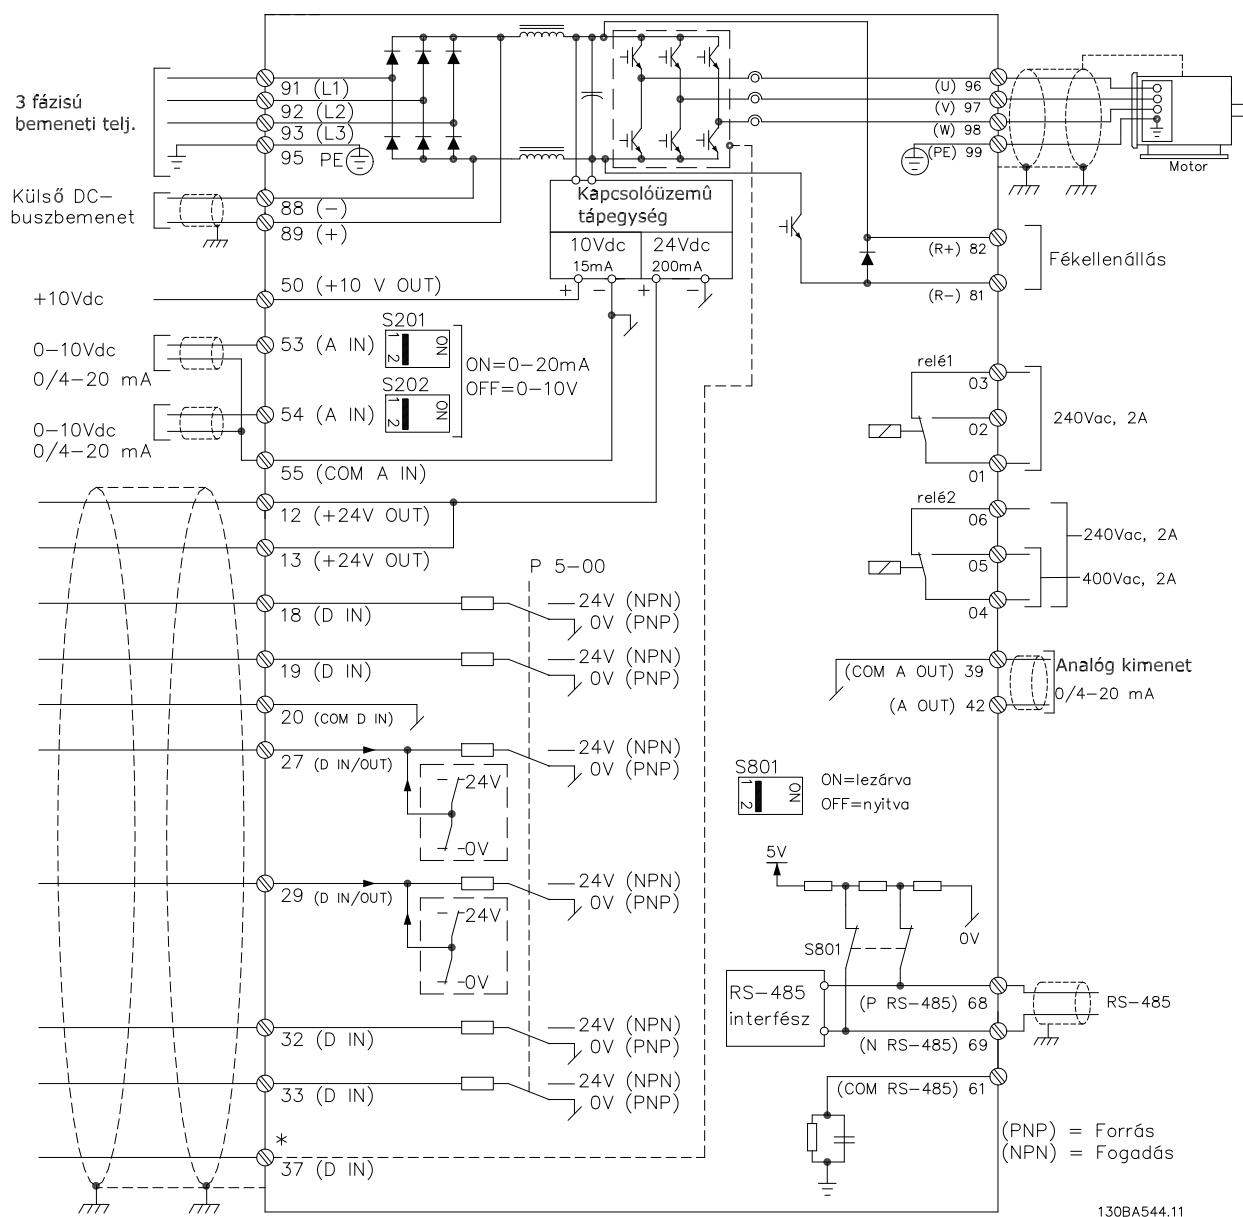 3 fázisú
bemeneti telj.
91 (L1)
92 (L2)
93 (L3)
95 PE
Külső DC-
buszbemenet
88 (-)
89 (+)
+10Vdc
50 (+10 V OUT)
0-10Vdc
0/4-20 mA
53 (A IN)
S201
1 2
ON
ON=0-20mA
OFF=0-10V
S202
1 2
ON
0-10Vdc
0/4-20 mA
54 (A IN)
55 (COM A IN)
12 (+24V OUT)
13 (+24V OUT)
Kapcsolóüzemû
tápegység
10Vdc
15mA
24Vdc
200mA
+ - + -
(U) 96
(V) 97
(W) 98
(PE) 99
Motor
(R+) 82
(R-) 81
Fékellenállás
relé1
03
02
01
240Vac, 2A
relé2
06
05
04
240Vac, 2A
400Vac, 2A
P 5-00
18 (D IN)
24V (NPN)
0V (PNP)
19 (D IN)
24V (NPN)
0V (PNP)
20 (COM D IN)
27 (D IN/OUT)
24V
0V
24V (NPN)
0V (PNP)
29 (D IN/OUT)
24V
0V
24V (NPN)
0V (PNP)
32 (D IN)
24V (NPN)
0V (PNP)
33 (D IN)
24V (NPN)
0V (PNP)
*
37 (D IN)
(COM A OUT) 39
(A OUT) 42
Analóg kimenet
0/4-20 mA
S801
1 2
ON
ON=lezárva
OFF=nyitva
5V
0V
S801
RS-485
interfész
(P RS-485) 68
(N RS-485) 69
RS-485
(COM RS-485) 61
(PNP) = Forrás
(NPN) = Fogadás
130BA544.11